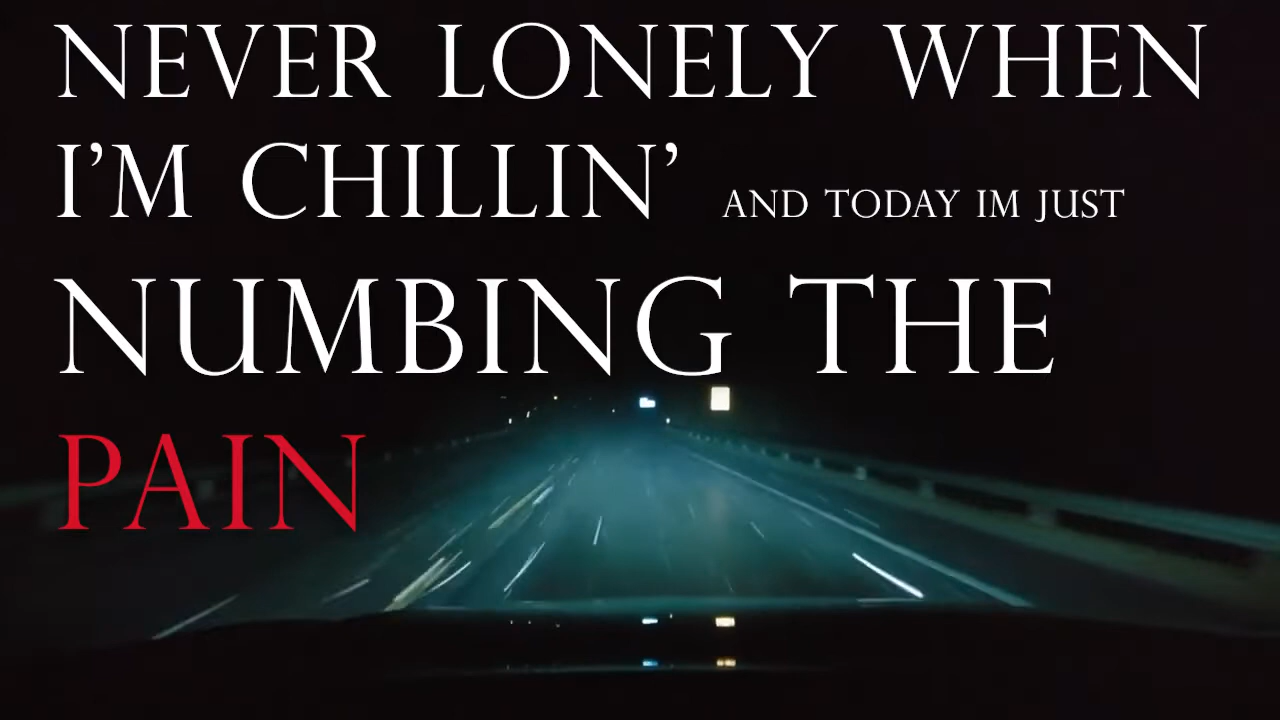 NEVER LONELY WHEN
I’M CHILLIN’ AND TODAY IM JUST
NUMBING THE
PAIN